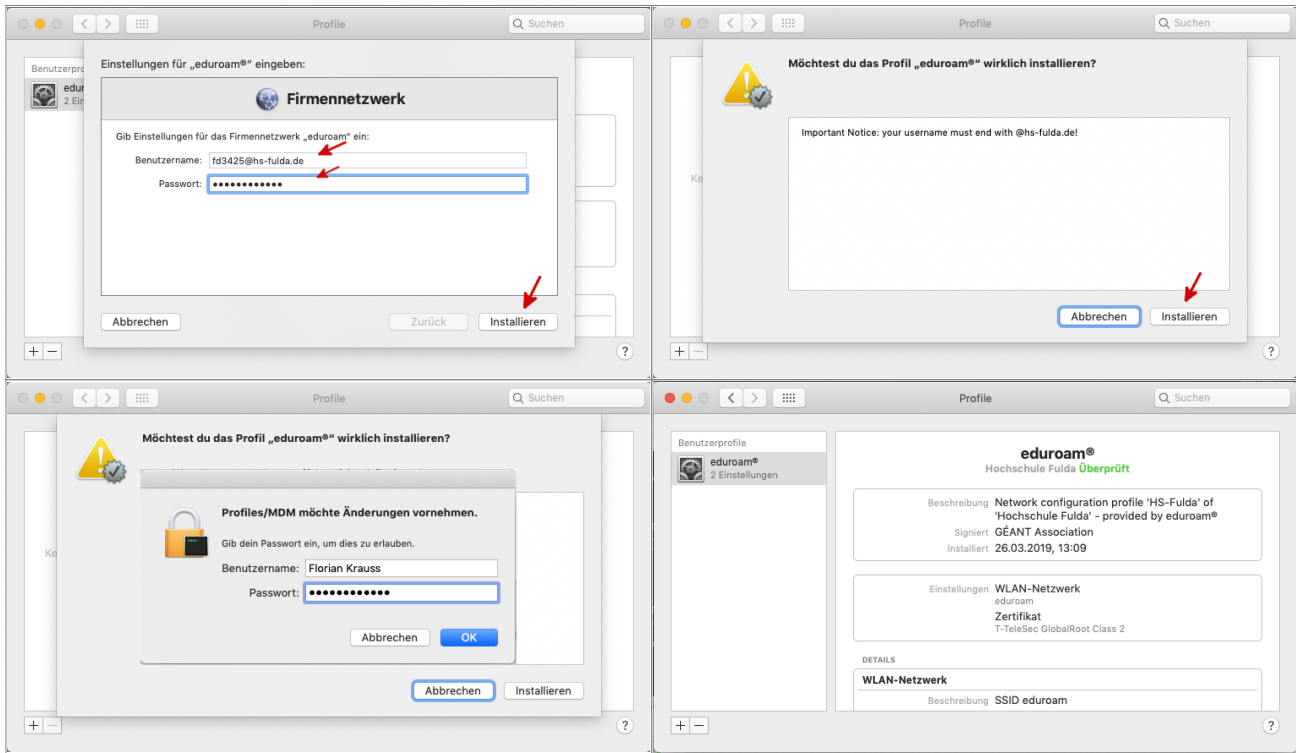 Profile
Suchen
Benutzerpro
eduro
2 Ein
Einstellungen für „eduroam®“ eingeben:
Firmennetzwerk
Gib Einstellungen für das Firmennetzwerk „eduroam“ ein:
Benutzername: fd3425@hs-fulda.de
Passwort: ●●●●●●●●●●●●
Abbrechen
Zurück
Installieren
+ −
?
Profile
Suchen
Möchtest du das Profil „eduroam®“ wirklich installieren?
Important Notice: your username must end with @hs-fulda.de!
Ke
Abbrechen
Installieren
+ −
?
Profile
Suchen
Möchtest du das Profil „eduroam®“ wirklich installieren?
Profiles/MDM möchte Änderungen vornehmen.
Gib dein Passwort ein, um dies zu erlauben.
Benutzername: Florian Krauss
Passwort: ●●●●●●●●●●●●
Abbrechen
OK
Ke
Abbrechen
Installieren
+ −
?
Profile
Suchen
Benutzerprofile
eduroam®
2 Einstellungen
eduroam®
Hochschule Fulda Überprüft
Beschreibung Network configuration profile 'HS-Fulda' of
'Hochschule Fulda' - provided by eduroam®
Signiert GÉANT Association
Installiert 26.03.2019, 13:09
Einstellungen WLAN-Netzwerk
eduroam
Zertifikat
T-TeleSec GlobalRoot Class 2
DETAILS
WLAN-Netzwerk
Beschreibung SSID eduroam
+ −
?